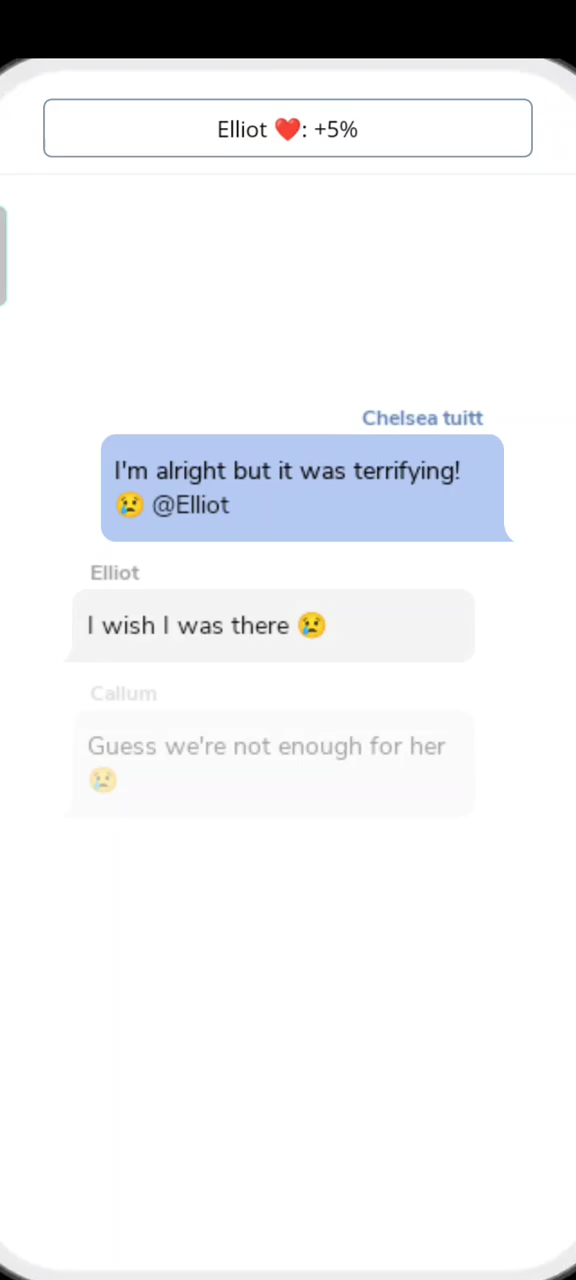 Elliot ❤️: +5%
Chelsea tuitt
I'm alright but it was terrifying!
😢 @Elliot
Elliot
I wish I was there 😢
Callum
Guess we're not enough for her
😢